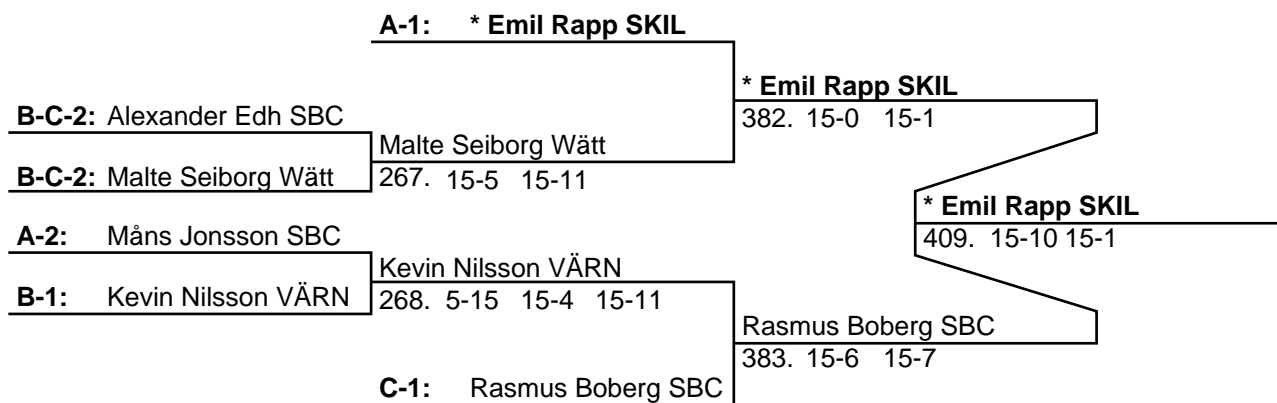 A-1: * Emil Rapp SKIL
* Emil Rapp SKIL
B-C-2: Alexander Edh SBC
382. 15-0 15-1
Malte Seiborg Wätt
B-C-2: Malte Seiborg Wätt
267. 15-5 15-11
* Emil Rapp SKIL
A-2: Måns Jonsson SBC
409. 15-10 15-1
Kevin Nilsson VÄRN
B-1: Kevin Nilsson VÄRN
268. 5-15 15-4 15-11
Rasmus Boberg SBC
383. 15-6 15-7
C-1: Rasmus Boberg SBC